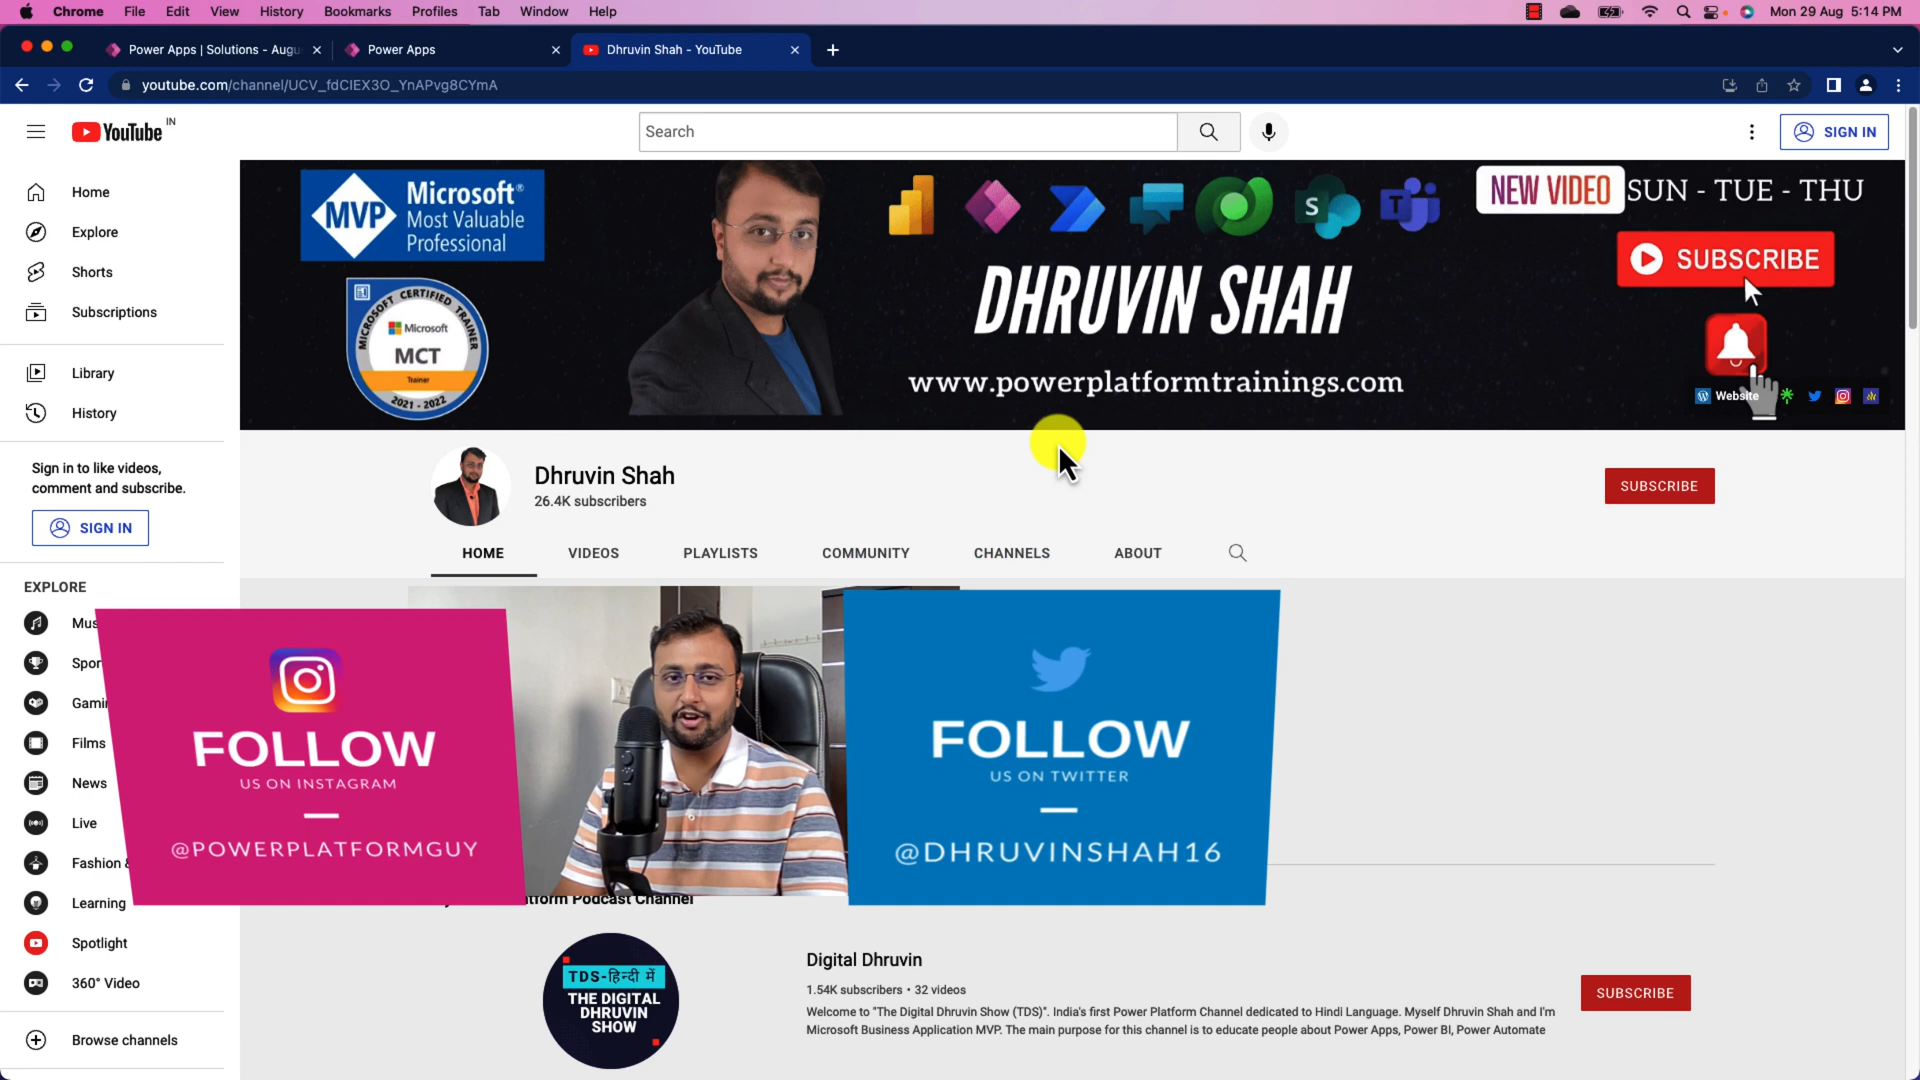 Chrome File Edit View History Bookmarks Profiles Tab Window Help Mon 29 Aug 5:14 PM
Power Apps | Solutions - Augu
Power Apps
Dhruvin Shah - YouTube
youtube.com/channel/UCV_fdCIEX3O_YnAPvg8CYmA
YouTube IN
Search
SIGN IN
Home
Explore
Shorts
Subscriptions
Library
History
Sign in to like videos,
comment and subscribe.
SIGN IN
EXPLORE
Mus
Spor
Gami
Films
News
Live
Fashion &
Learning
Spotlight
360° Video
Browse channels
MVP
Microsoft®
Most Valuable
Professional
MICROSOFT CERTIFIED TRAINER
Microsoft
MCT
Trainer
2021 - 2022
S
T
DHRUVIN SHAH
www.powerplatformtrainings.com
NEW VIDEO SUN - TUE - THU
SUBSCRIBE
Website
Dhruvin Shah
26.4K subscribers
SUBSCRIBE
HOME VIDEOS PLAYLISTS COMMUNITY CHANNELS ABOUT
FOLLOW
US ON INSTAGRAM
@POWERPLATFORMGUY
FOLLOW
US ON TWITTER
@DHRUVINSHAH16
Podcast Channel
TDS-हिन्दी में
THE DIGITAL
DHRUVIN
SHOW
Digital Dhruvin
1.54K subscribers • 32 videos
Welcome to "The Digital Dhruvin Show (TDS)". India's first Power Platform Channel dedicated to Hindi Language. Myself Dhruvin Shah and I'm
Microsoft Business Application MVP. The main purpose for this channel is to educate people about Power Apps, Power BI, Power Automate
SUBSCRIBE